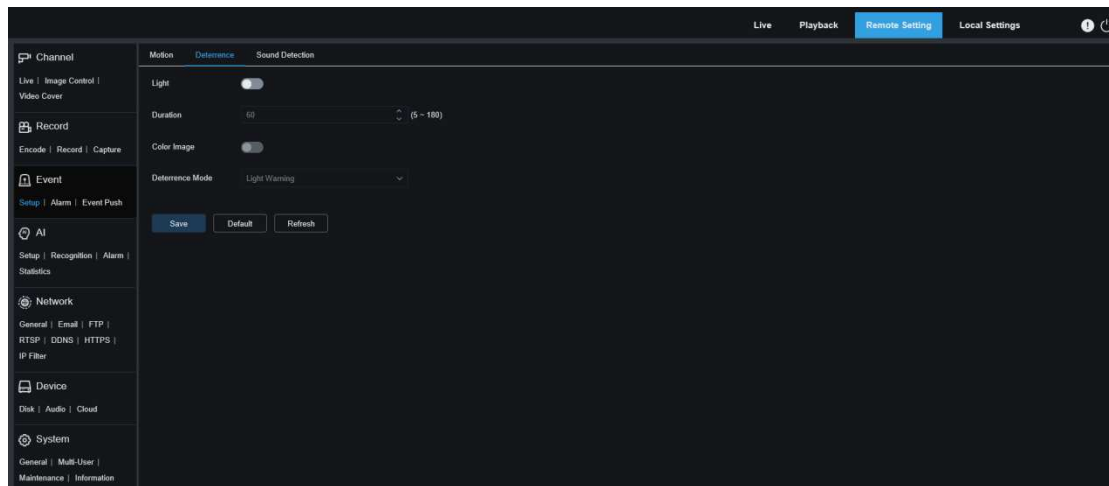 Live Playback Remote Setting Local Settings
Channel
Live | Image Control |
Video Cover
Record
Encode | Record | Capture
Event
Setup | Alarm | Event Push
AI
Setup | Recognition | Alarm |
Statistics
Network
General | Email | FTP |
RTSP | DDNS | HTTPS |
IP Filter
Device
Disk | Audio | Cloud
System
General | Multi-User |
Maintenance | Information
Motion Deterrence Sound Detection
Light
Duration 60 (5 ~ 180)
Color Image
Deterrence Mode Light Warning
Save Default Refresh